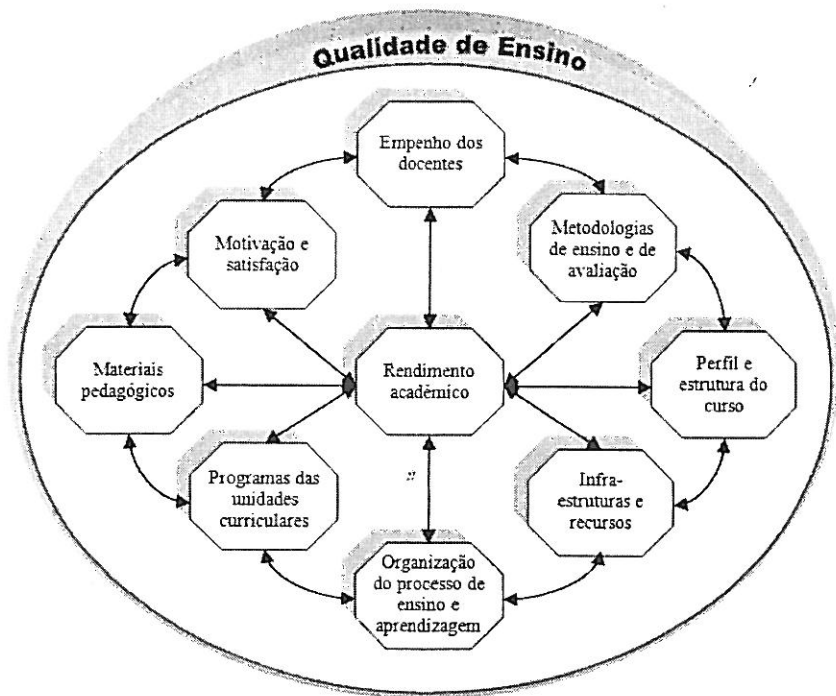 Qualidade de Ensino
Empenho dos
docentes
Motivação e
satisfação
Metodologias
de ensino e de
avaliação
Materiais
pedagógicos
Rendimento
acadêmico
Perfil e
estrutura do
curso
Programas das
unidades
curriculares
Infra-
estruturas e
recursos
Organização
do processo de
ensino e
aprendizagem